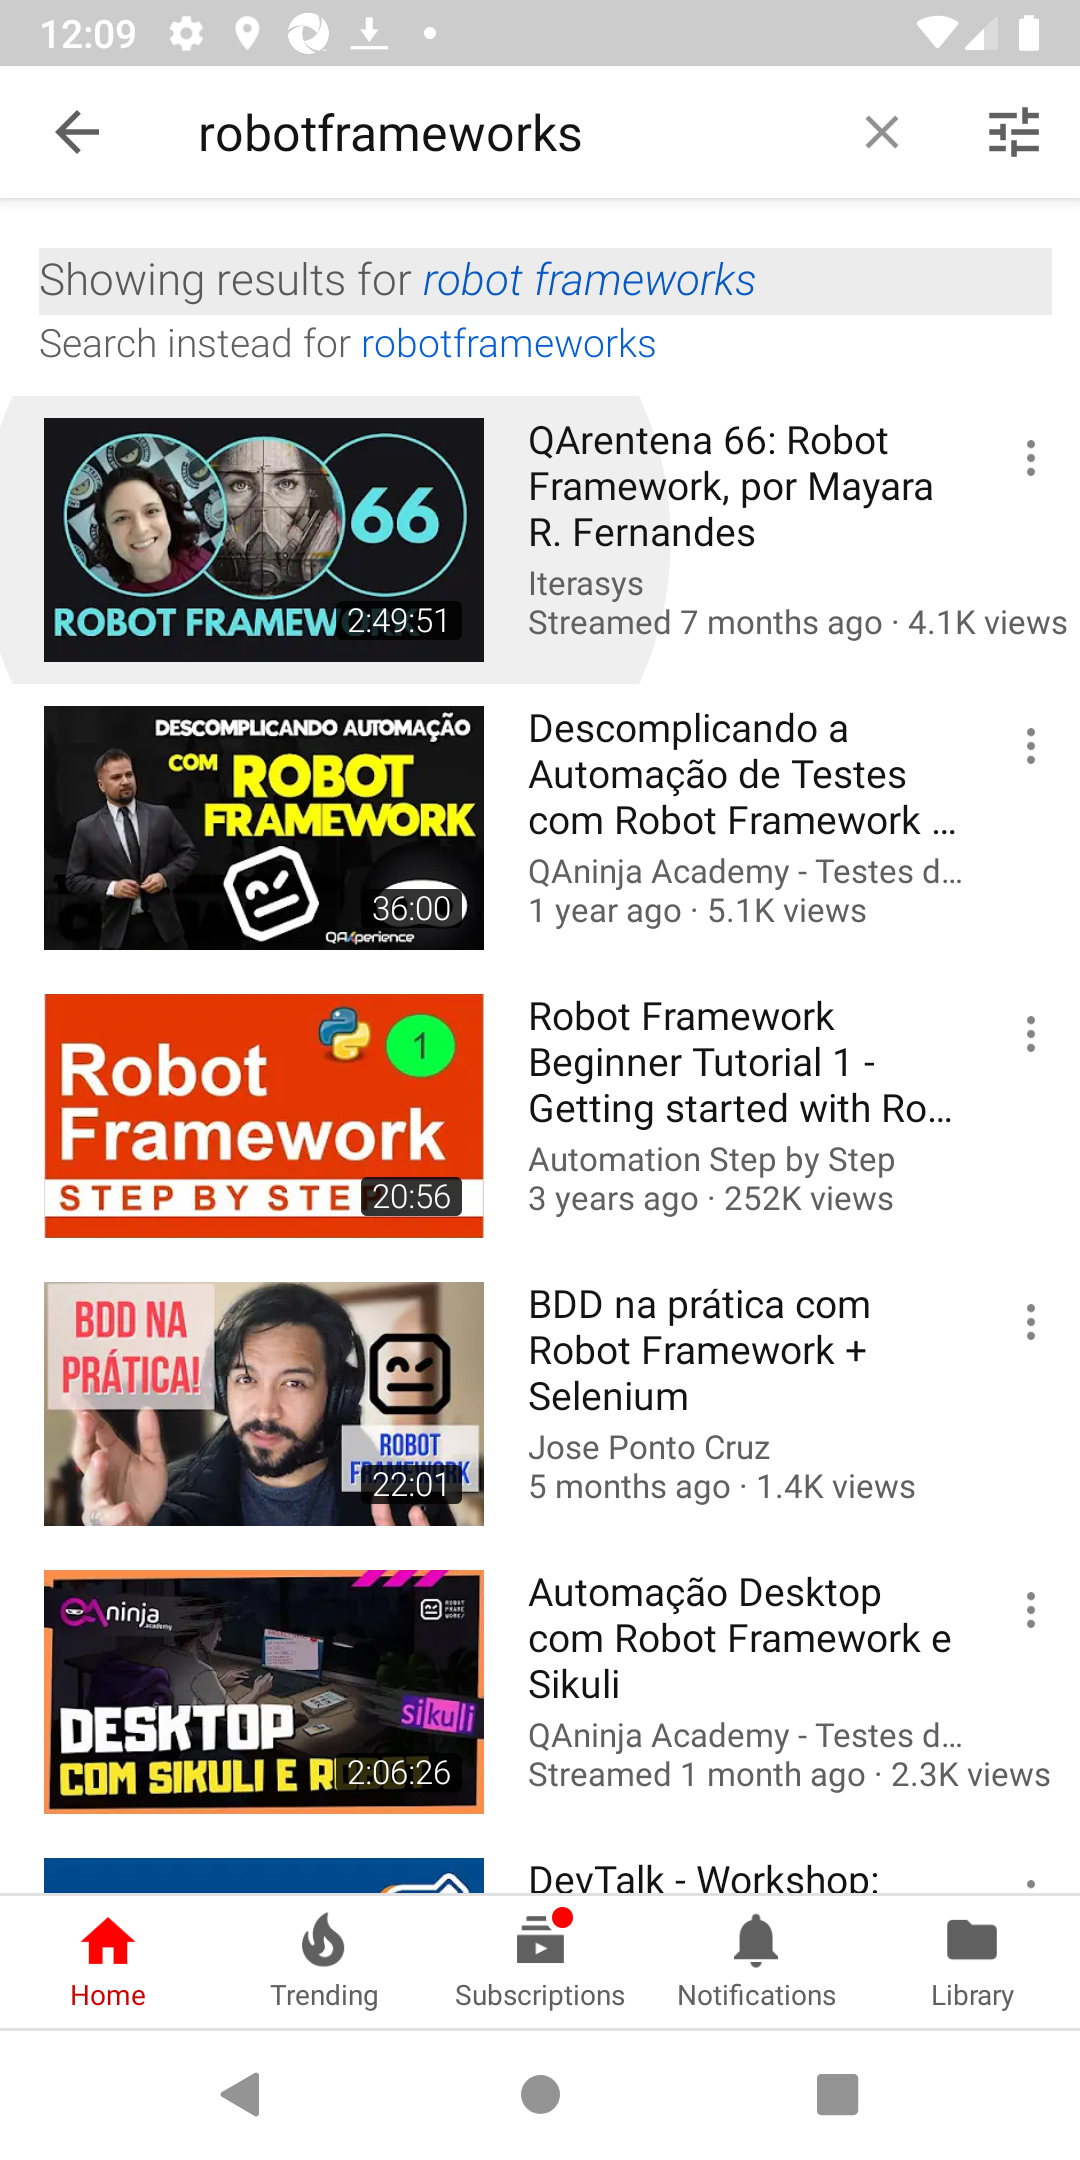 12:09
robotframeworks
Showing results for robot frameworks
Search instead for robotframeworks
66
ROBOT FRAMEW
2:49:51
QArentena 66: Robot
Framework, por Mayara
R. Fernandes
Iterasys
Streamed 7 months ago · 4.1K views
DESCOMPLICANDO AUTOMAÇÃO
COM ROBOT
FRAMEWORK
36:00
QAXperience
Descomplicando a
Automação de Testes
com Robot Framework ...
QAninja Academy - Testes d...
1 year ago · 5.1K views
1
Robot
Framework
STEP BY STEP
20:56
Robot Framework
Beginner Tutorial 1 -
Getting started with Ro...
Automation Step by Step
3 years ago · 252K views
BDD NA
PRÁTICA!
ROBOT
FRAMEWORK
22:01
BDD na prática com
Robot Framework +
Selenium
Jose Ponto Cruz
5 months ago · 1.4K views
QAninja
academy
ROBOT
FRAME
WORK/
sikuli
DESKTOP
COM SIKULI E R
2:06:26
Automação Desktop
com Robot Framework e
Sikuli
QAninja Academy - Testes d...
Streamed 1 month ago · 2.3K views
DevTalk - Workshop:
Home
Trending
Subscriptions
Notifications
Library